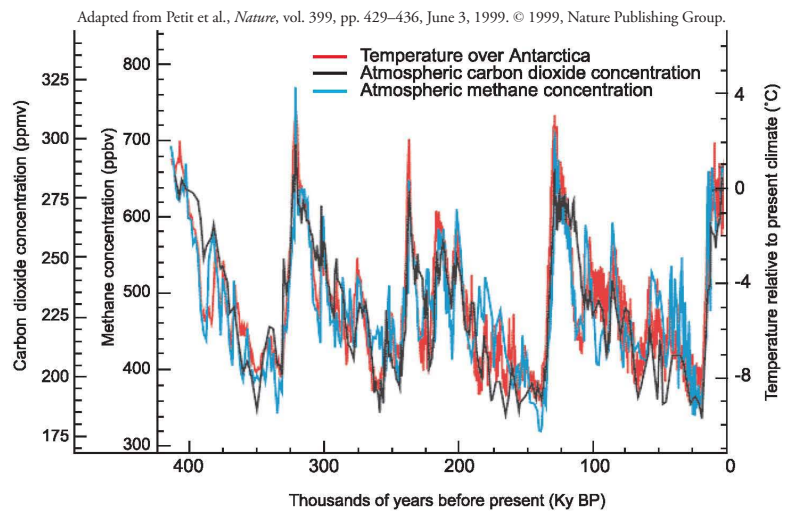 Adapted from Petit et al., Nature, vol. 399, pp. 429–436, June 3, 1999. © 1999, Nature Publishing Group.
Temperature over Antarctica
Atmospheric carbon dioxide concentration
Atmospheric methane concentration
Carbon dioxide concentration (ppmv)
325
300
275
250
225
200
175
Methane concentration (ppbv)
800
700
600
500
400
300
4
0
-4
-8
Temperature relative to present climate (˚C)
400 300 200 100 0
Thousands of years before present (Ky BP)